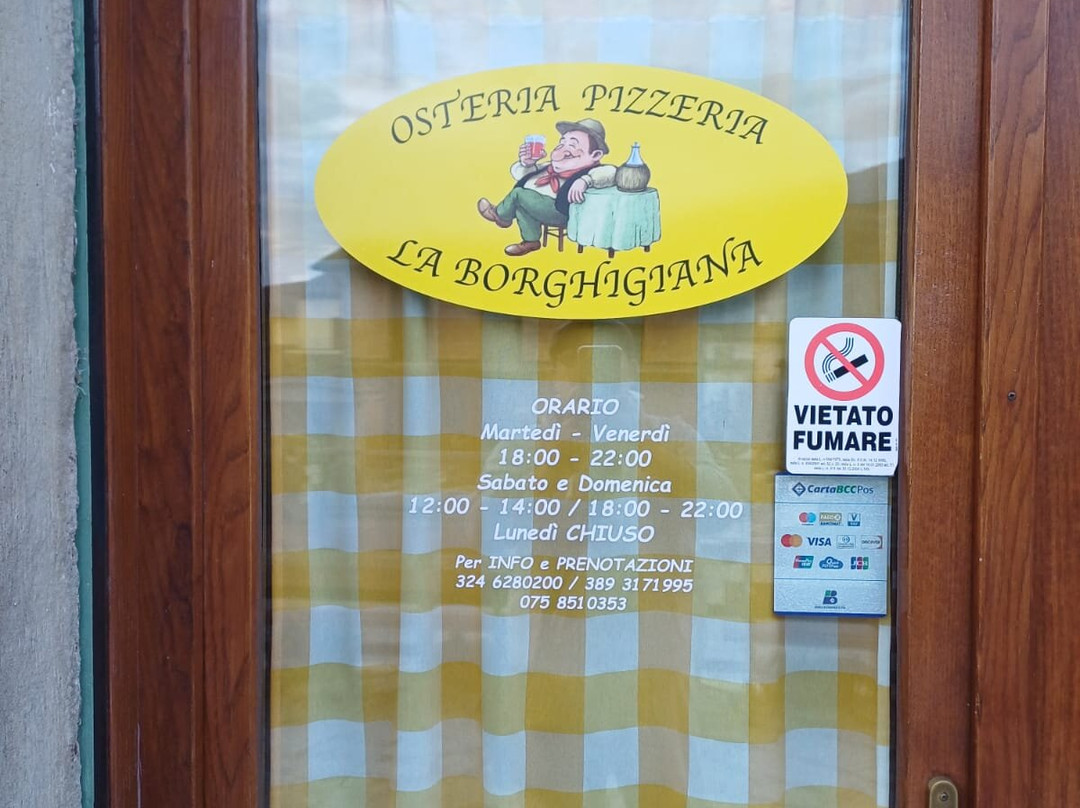 OSTERIA PIZZERIA
LA BORGHIGIANA
ORARIO
Martedì - Venerdì
18:00 - 22:00
Sabato e Domenica
12:00 - 14:00 / 18:00 - 22:00
Lunedì CHIUSO
Per INFO e PRENOTAZIONI
324 6280200 / 389 3171995
075 8510353
VIETATO
FUMARE
CartaBCCPos
VISA